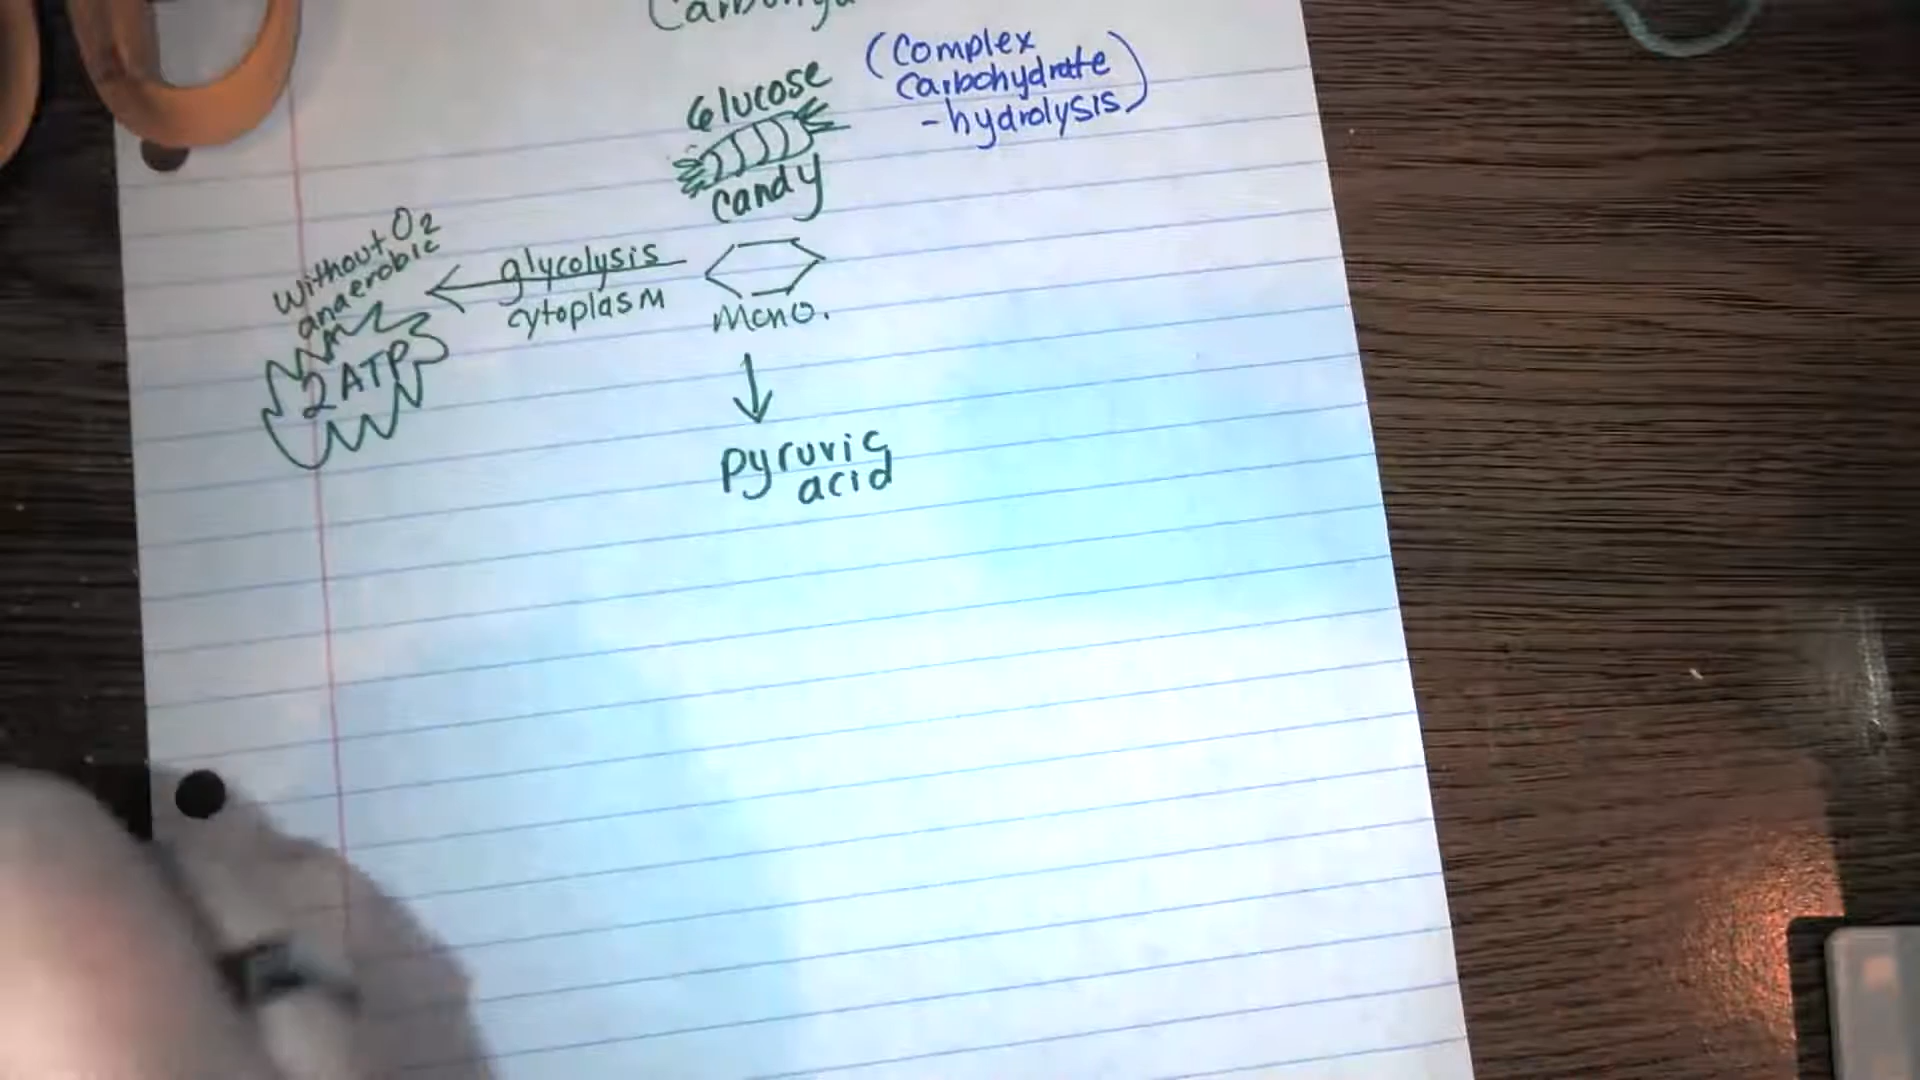 Glucose
candy
(Complex
Carbohydrate
-hydrolysis)
Without O2
anaerobic
2 ATP
glycolysis
cytoplasm
Mono.
pyruvic
acid